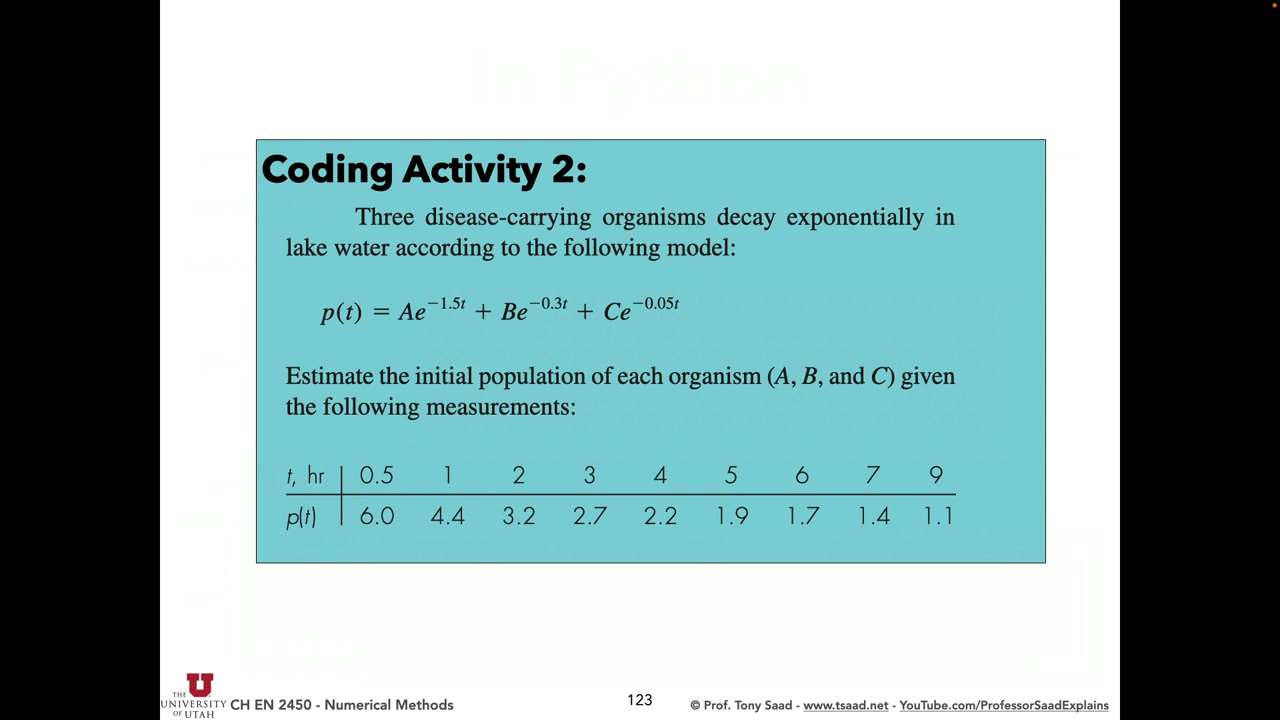 In Python
Coding Activity 2:
Three disease-carrying organisms decay exponentially in
lake water according to the following model:
p(t) = Ae^−1.5t + Be^−0.3t + Ce^−0.05t
Estimate the initial population of each organism (A, B, and C) given
the following measurements:
t, hr | 0.5 1 2 3 4 5 6 7 9
p(t) | 6.0 4.4 3.2 2.7 2.2 1.9 1.7 1.4 1.1
THE
UNIVERSITY
OF UTAH
CH EN 2450 - Numerical Methods
123
© Prof. Tony Saad - www.tsaad.net - YouTube.com/ProfessorSaadExplains